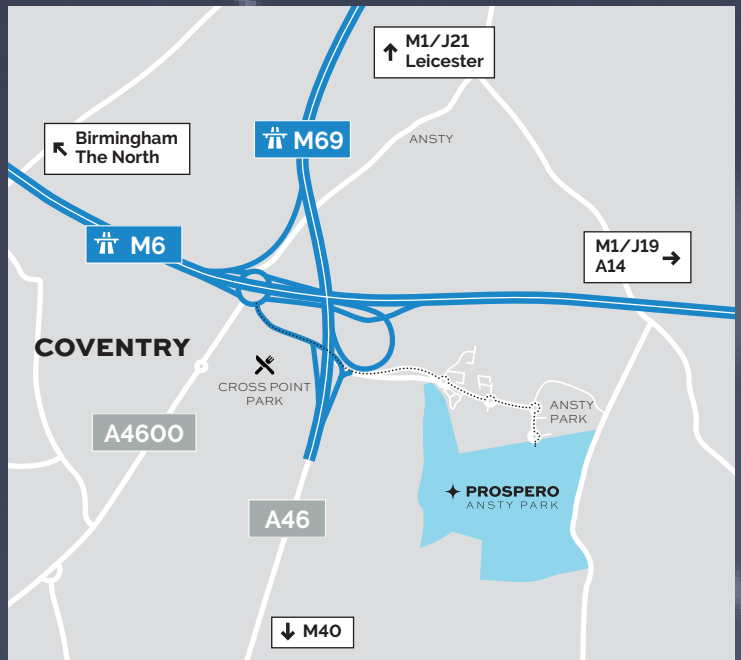 M1/J21
Leicester
Birmingham
The North
M69
ANSTY
M6
M1/J19
A14
COVENTRY
CROSS POINT
PARK
A4600
ANSTY
PARK
PROSPERO
ANSTY PARK
A46
M40